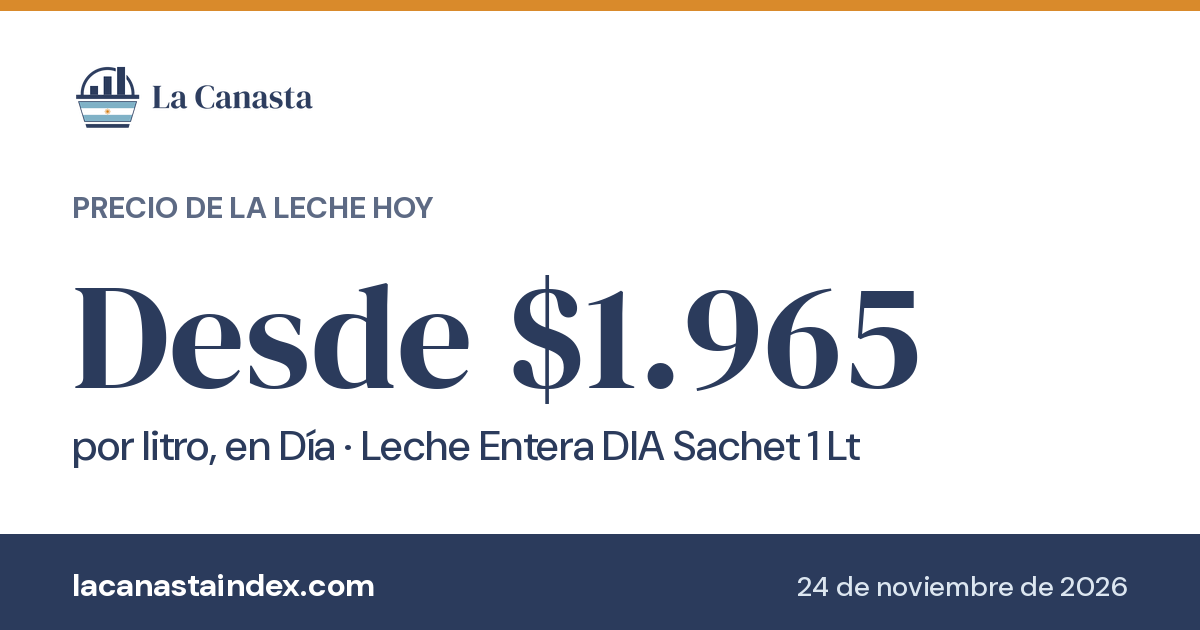 La Canasta
PRECIO DE LA LECHE HOY
Desde $1.965
por litro, en Día · Leche Entera DIA Sachet 1 Lt
lacanastaindex.com
24 de noviembre de 2026